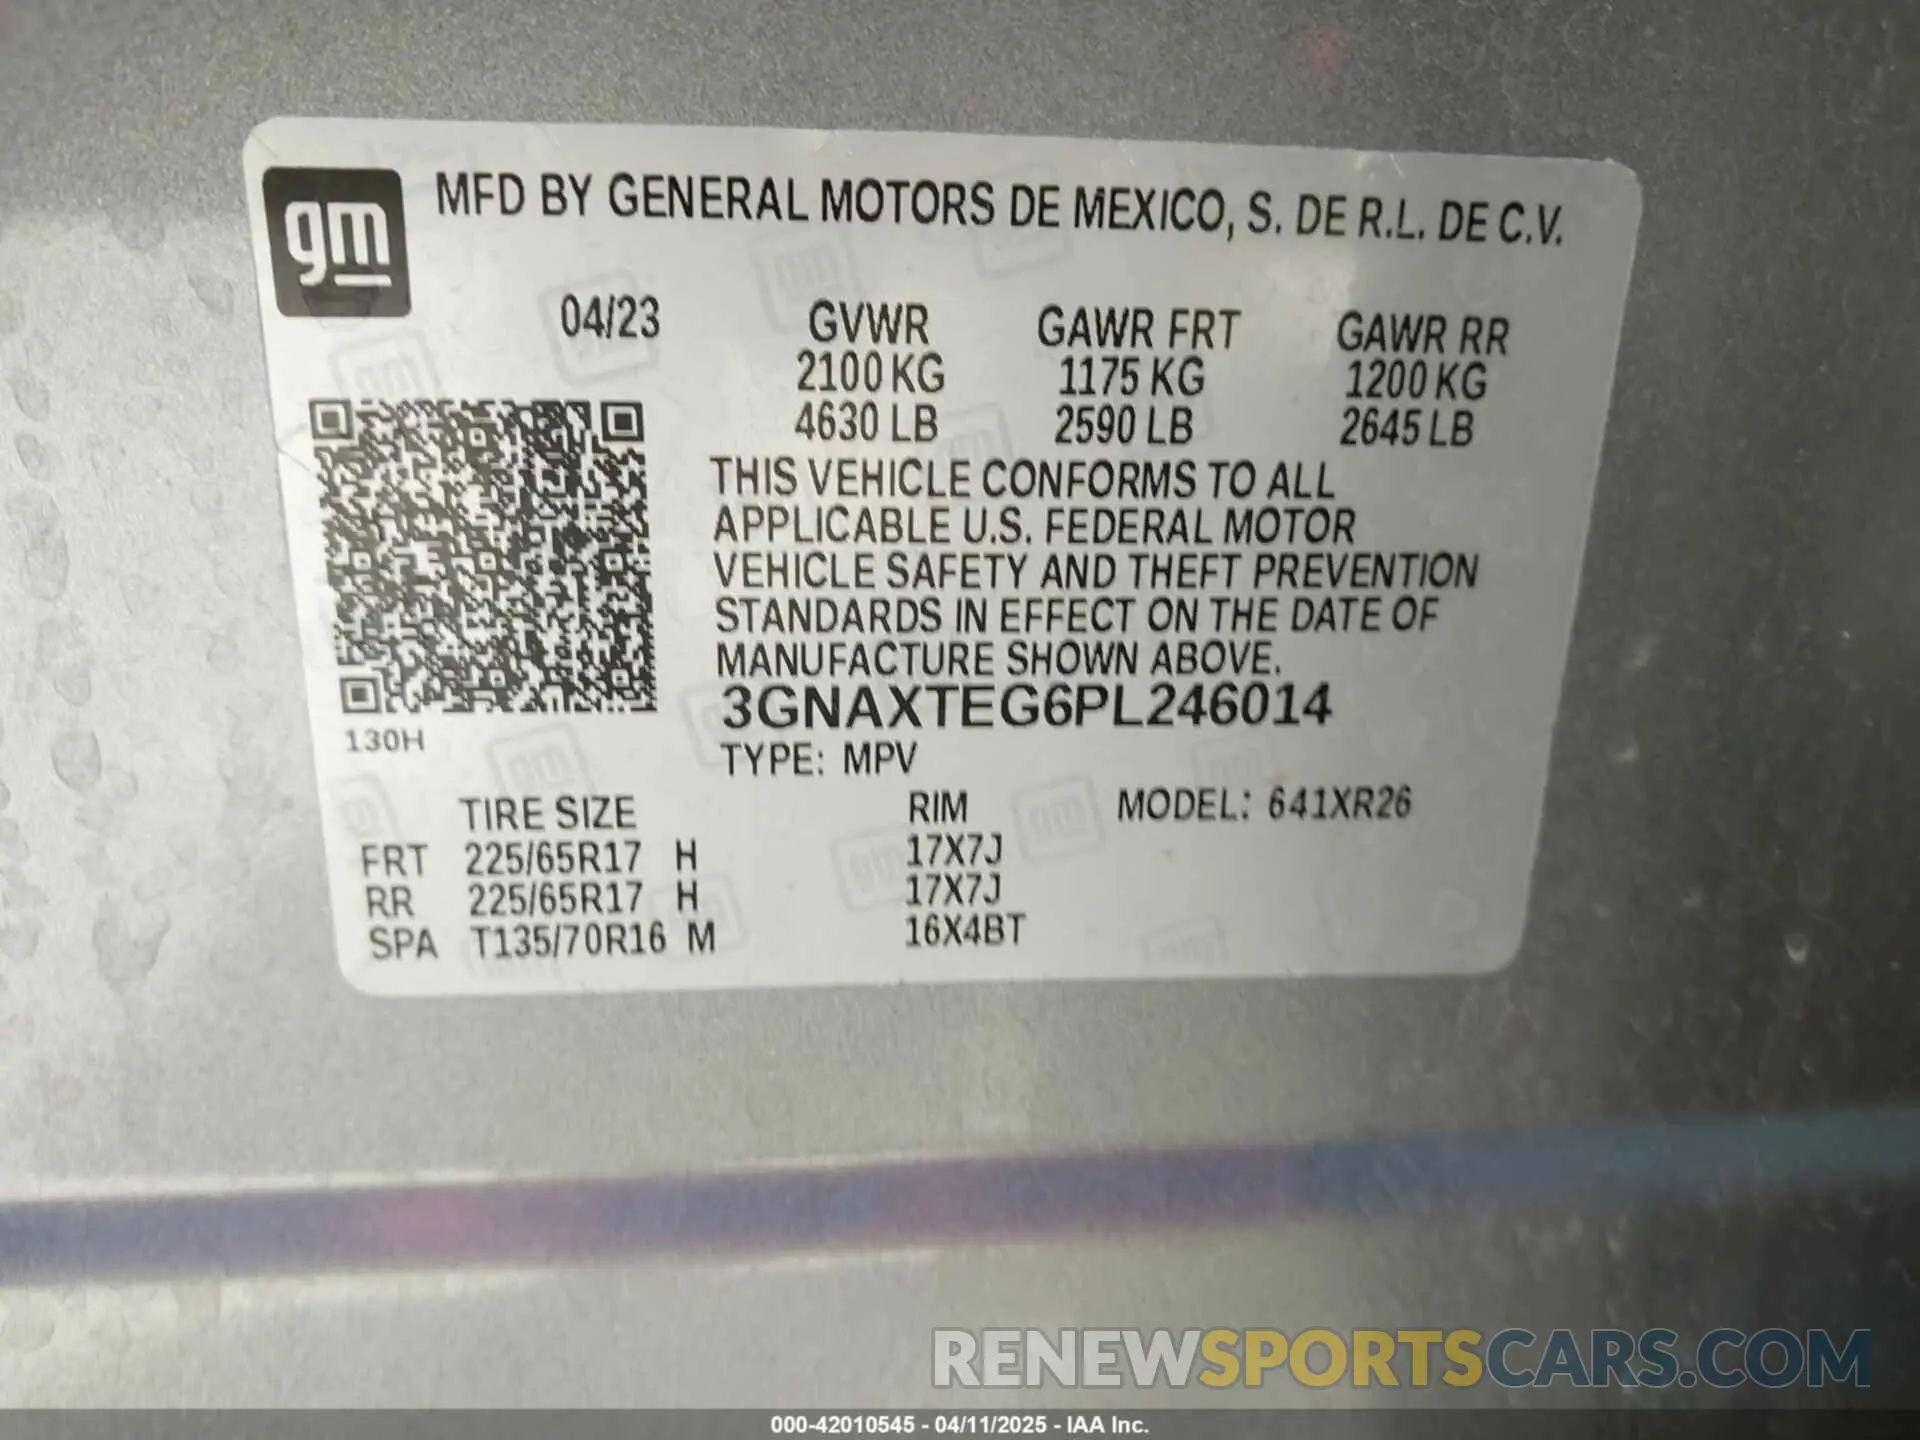 gm
MFD BY GENERAL MOTORS DE MEXICO, S. DE R.L. DE C.V.
04/23 GVWR GAWR FRT GAWR RR
2100 KG 1175 KG 1200 KG
4630 LB 2590 LB 2645 LB
THIS VEHICLE CONFORMS TO ALL
APPLICABLE U.S. FEDERAL MOTOR
VEHICLE SAFETY AND THEFT PREVENTION
STANDARDS IN EFFECT ON THE DATE OF
MANUFACTURE SHOWN ABOVE.
3GNAXTEG6PL246014
130H
TYPE: MPV
TIRE SIZE RIM MODEL: 641XR26
FRT 225/65R17 H 17X7J
RR 225/65R17 H 17X7J
SPA T135/70R16 M 16X4BT
RENEWSPORTSCARS.COM
000-42010545 - 04/11/2025 - IAA Inc.